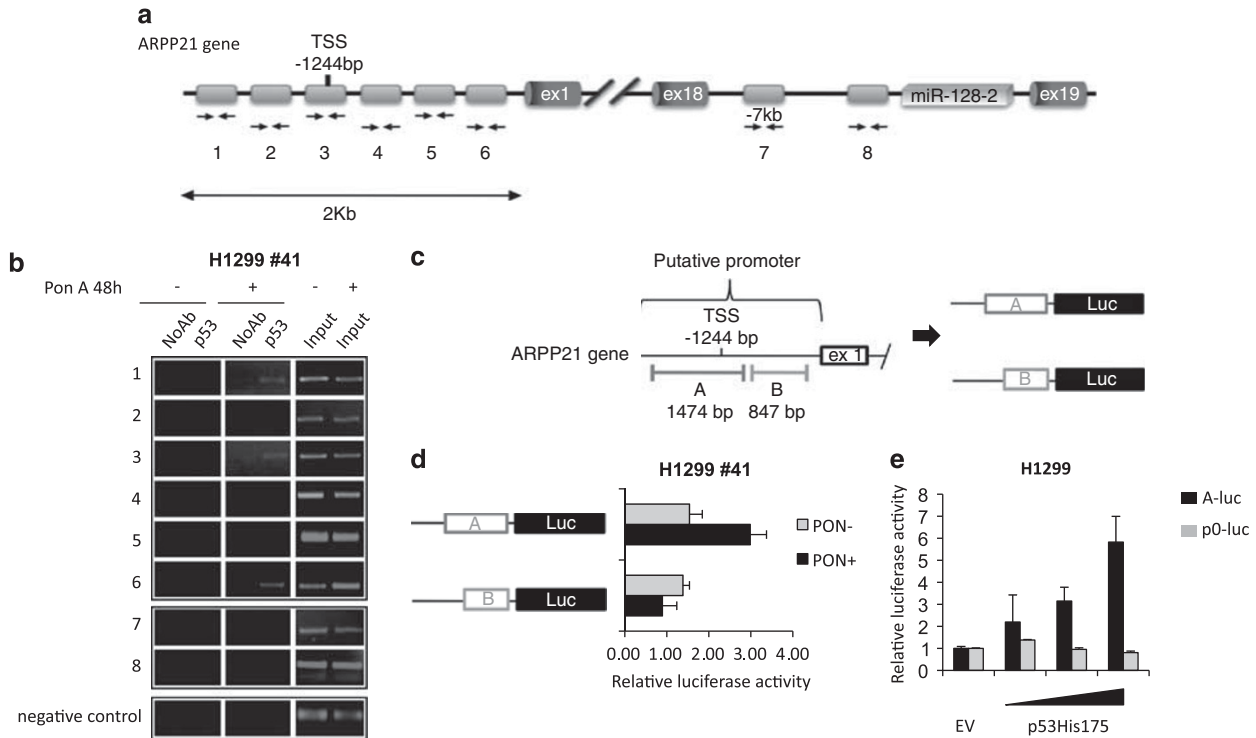 a
ARPP21 gene
TSS
-1244bp
ex1
ex18
miR-128-2
ex19
-7kb
1 2 3 4 5 6 7 8
2Kb
b
H1299 #41
Pon A 48h - + - +
NoAb p53 NoAb p53 Input Input
1
2
3
4
5
6
7
8
negative control
c
Putative promoter
TSS
-1244 bp
ARPP21 gene
ex 1
A B
1474 bp 847 bp
A Luc
B Luc
d
H1299 #41
A Luc
B Luc
PON-
PON+
0.00 1.00 2.00 3.00 4.00
Relative luciferase activity
e
H1299
Relative luciferase activity
8
7
6
5
4
3
2
1
0
A-luc
p0-luc
EV p53His175